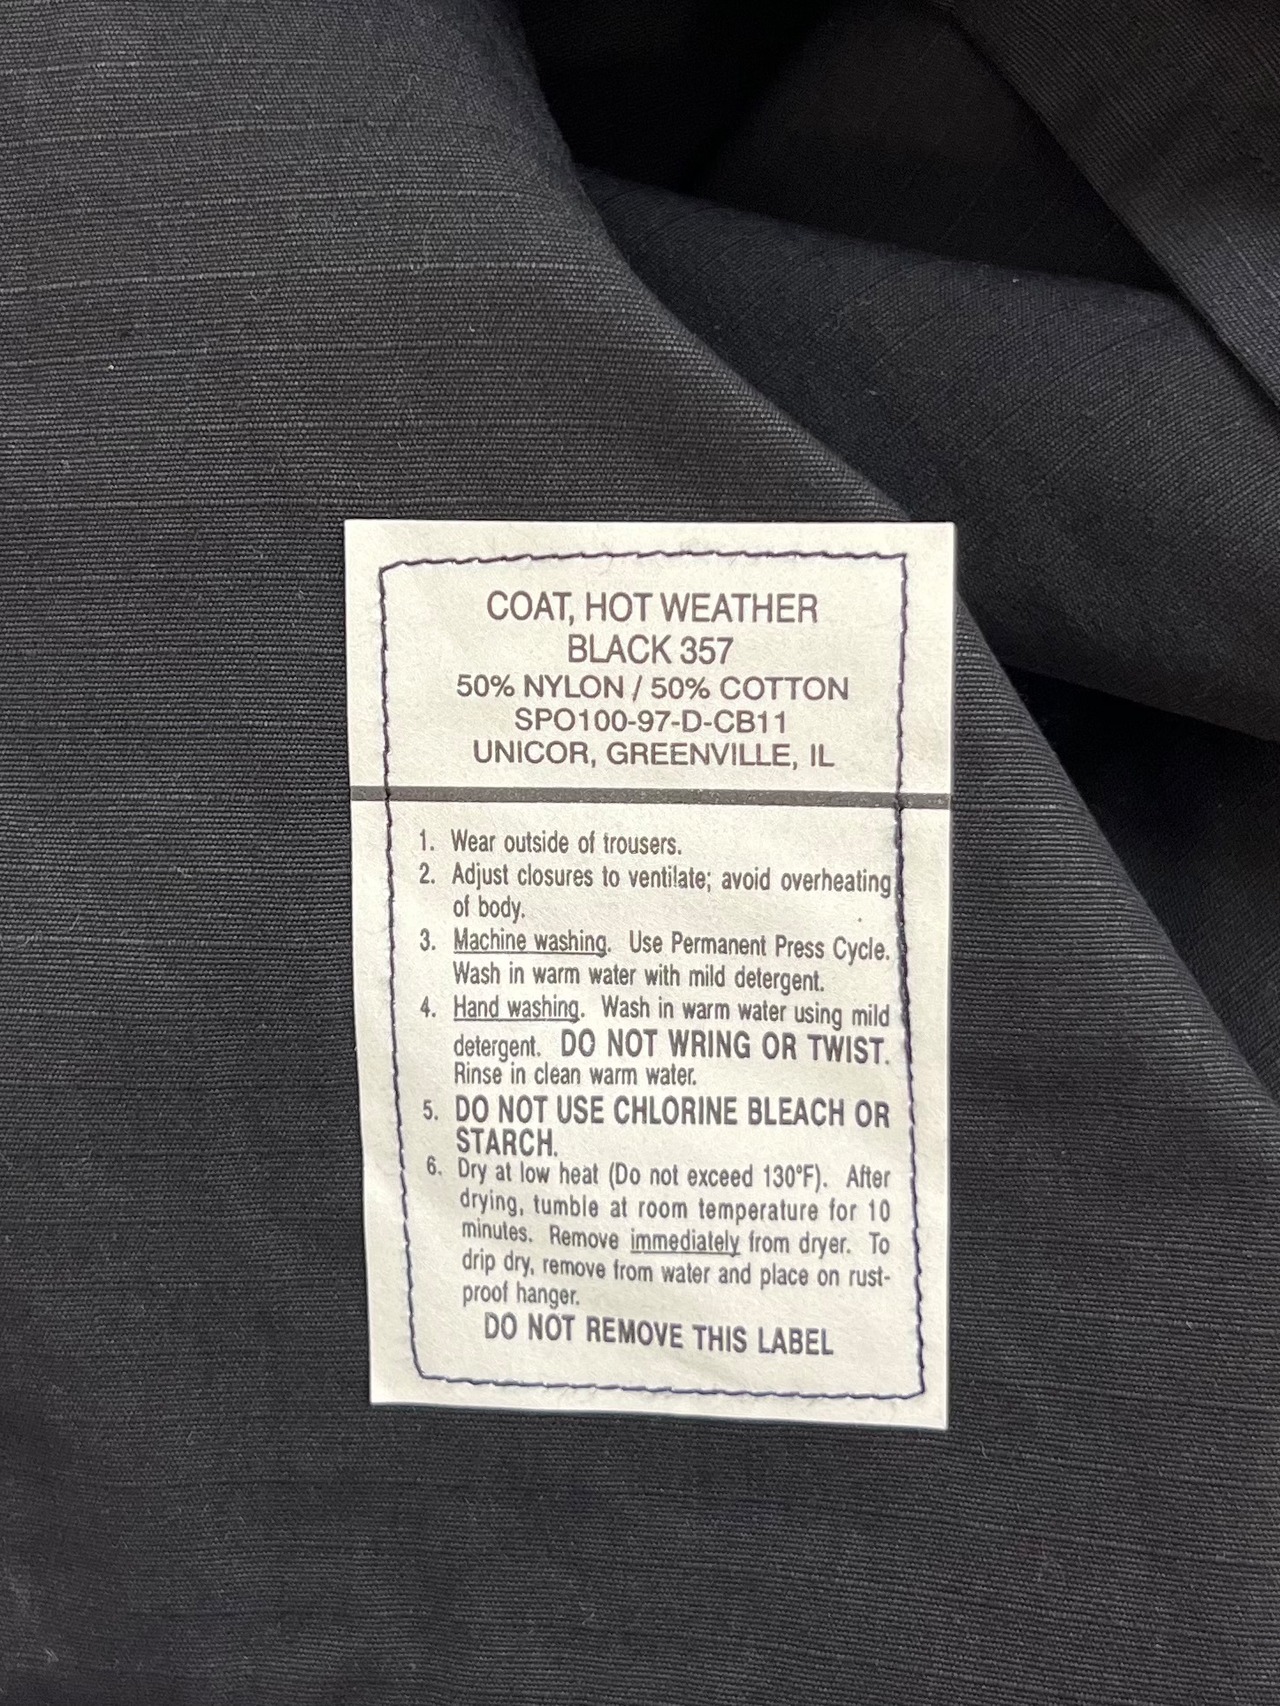 COAT, HOT WEATHER
BLACK 357
50% NYLON / 50% COTTON
SPO100-97-D-CB11
UNICOR, GREENVILLE, IL
1. Wear outside of trousers.
2. Adjust closures to ventilate; avoid overheating
of body.
3. Machine washing. Use Permanent Press Cycle.
Wash in warm water with mild detergent.
4. Hand washing. Wash in warm water using mild
detergent. DO NOT WRING OR TWIST.
Rinse in clean warm water.
5. DO NOT USE CHLORINE BLEACH OR
STARCH.
6. Dry at low heat (Do not exceed 130°F). After
drying, tumble at room temperature for 10
minutes. Remove immediately from dryer. To
drip dry, remove from water and place on rust-
proof hanger.
DO NOT REMOVE THIS LABEL